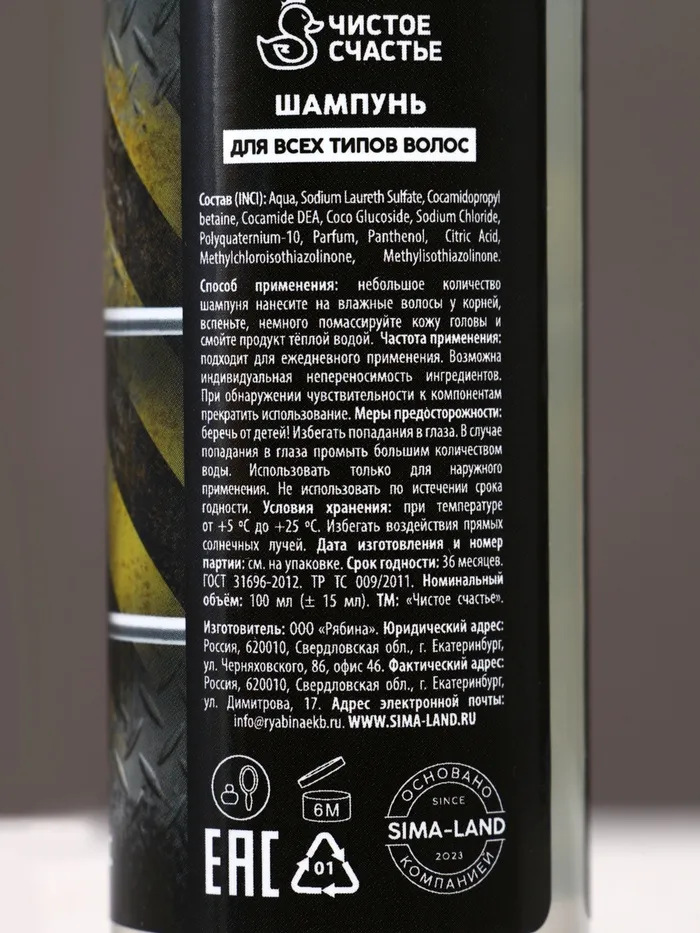 ЧИСТОЕ
СЧАСТЬЕ
ШАМПУНЬ
ДЛЯ ВСЕХ ТИПОВ ВОЛОС
Состав (INCI): Aqua, Sodium Laureth Sulfate, Cocamidopropyl
betaine, Cocamide DEA, Coco Glucoside, Sodium Chloride,
Polyquaternium-10, Parfum, Panthenol, Citric Acid,
Methylchloroisothiazolinone, Methylisothiazolinone.
Способ применения: небольшое количество
шампуня нанесите на влажные волосы у корней,
вспеньте, немного помассируйте кожу головы и
смойте продукт тёплой водой. Частота применения:
подходит для ежедневного применения. Возможна
индивидуальная непереносимость ингредиентов.
При обнаружении чувствительности к компонентам
прекратить использование. Меры предосторожности:
беречь от детей! Избегать попадания в глаза. В случае
попадания в глаза промыть большим количеством
воды. Использовать только для наружного
применения. Не использовать по истечении срока
годности. Условия хранения: при температуре
от +5 °С до +25 °С. Избегать воздействия прямых
солнечных лучей. Дата изготовления и номер
партии: см. на упаковке. Срок годности: 36 месяцев.
ГОСТ 31696-2012. ТР ТС 009/2011. Номинальный
объём: 100 мл (± 15 мл). ТМ: «Чистое счастье».
Изготовитель: ООО «Рябина». Юридический адрес:
Россия, 620010, Свердловская обл., г. Екатеринбург,
ул. Черняховского, 86, офис 46. Фактический адрес:
Россия, 620010, Свердловская обл., г. Екатеринбург,
ул. Димитрова, 17. Адрес электронной почты:
info@ryabinaekb.ru. WWW.SIMA-LAND.RU
6M
ОСНОВАНО
SINCE
SIMA-LAND
2023
КОМПАНИЕЙ
EAC
01